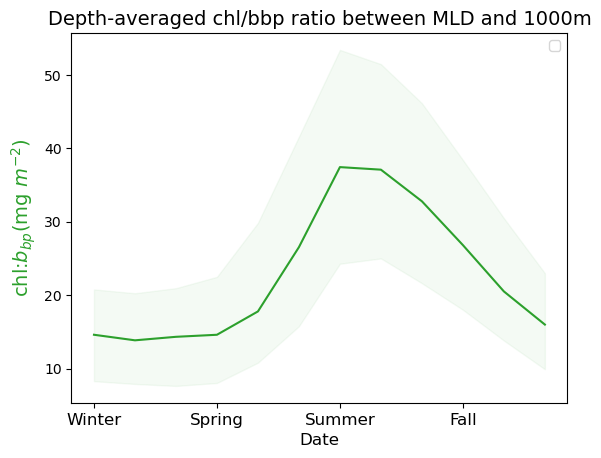 Depth-averaged chl/bbp ratio between MLD and 1000m
chl:b_{bp}(mg m^{-2})
50
40
30
20
10
Winter Spring Summer Fall
Date